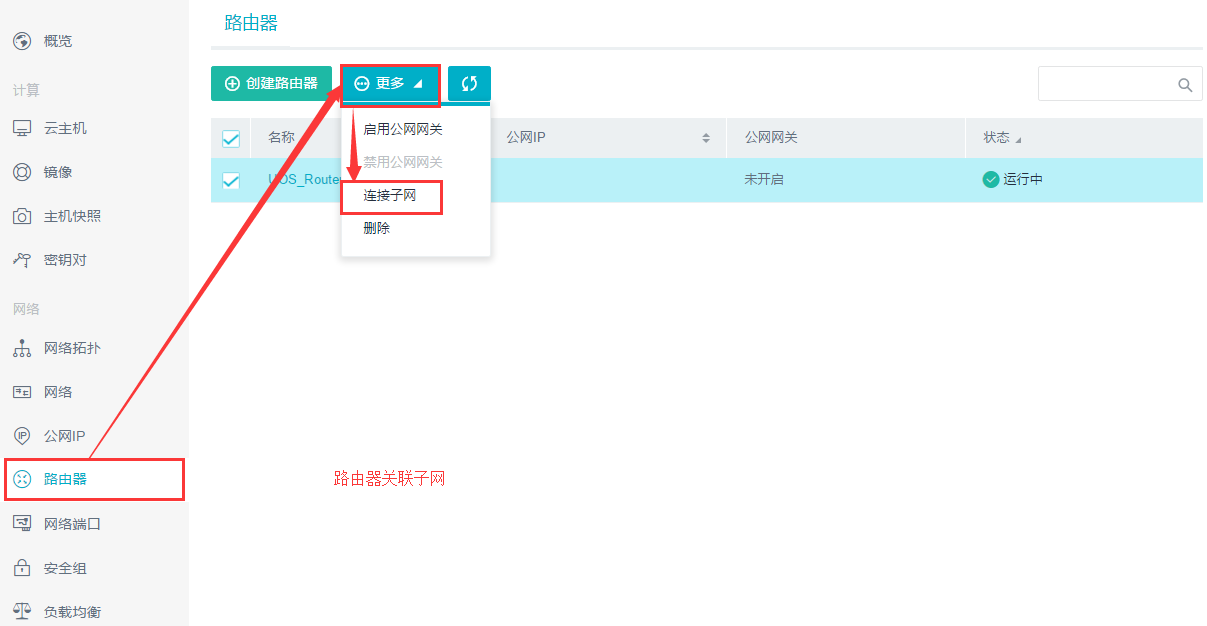 路由器
概览
计算
云主机
镜像
主机快照
密钥对
网络
网络拓扑
网络
IP 公网IP
路由器
网络端口
安全组
负载均衡
创建路由器 更多
启用公网网关
禁用公网网关
连接子网
删除
名称 公网IP 公网网关 状态
UOS_Router 未开启 运行中
路由器关联子网